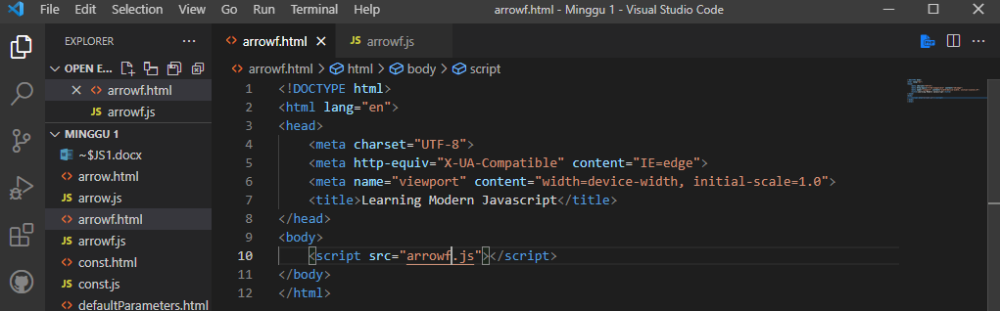 File Edit Selection View Go Run Terminal Help arrowf.html - Minggu 1 - Visual Studio Code
EXPLORER
OPEN E...
arrowf.html
arrowf.js
MINGGU 1
~$JS1.docx
arrow.html
arrow.js
arrowf.html
arrowf.js
const.html
const.js
defaultParameters.html
arrowf.html arrowf.js
arrowf.html > html > body > script
1 <!DOCTYPE html>
2 <html lang="en">
3 <head>
4 <meta charset="UTF-8">
5 <meta http-equiv="X-UA-Compatible" content="IE=edge">
6 <meta name="viewport" content="width=device-width, initial-scale=1.0">
7 <title>Learning Modern Javascript</title>
8 </head>
9 <body>
10 <script src="arrowf.js"></script>
11 </body>
12 </html>